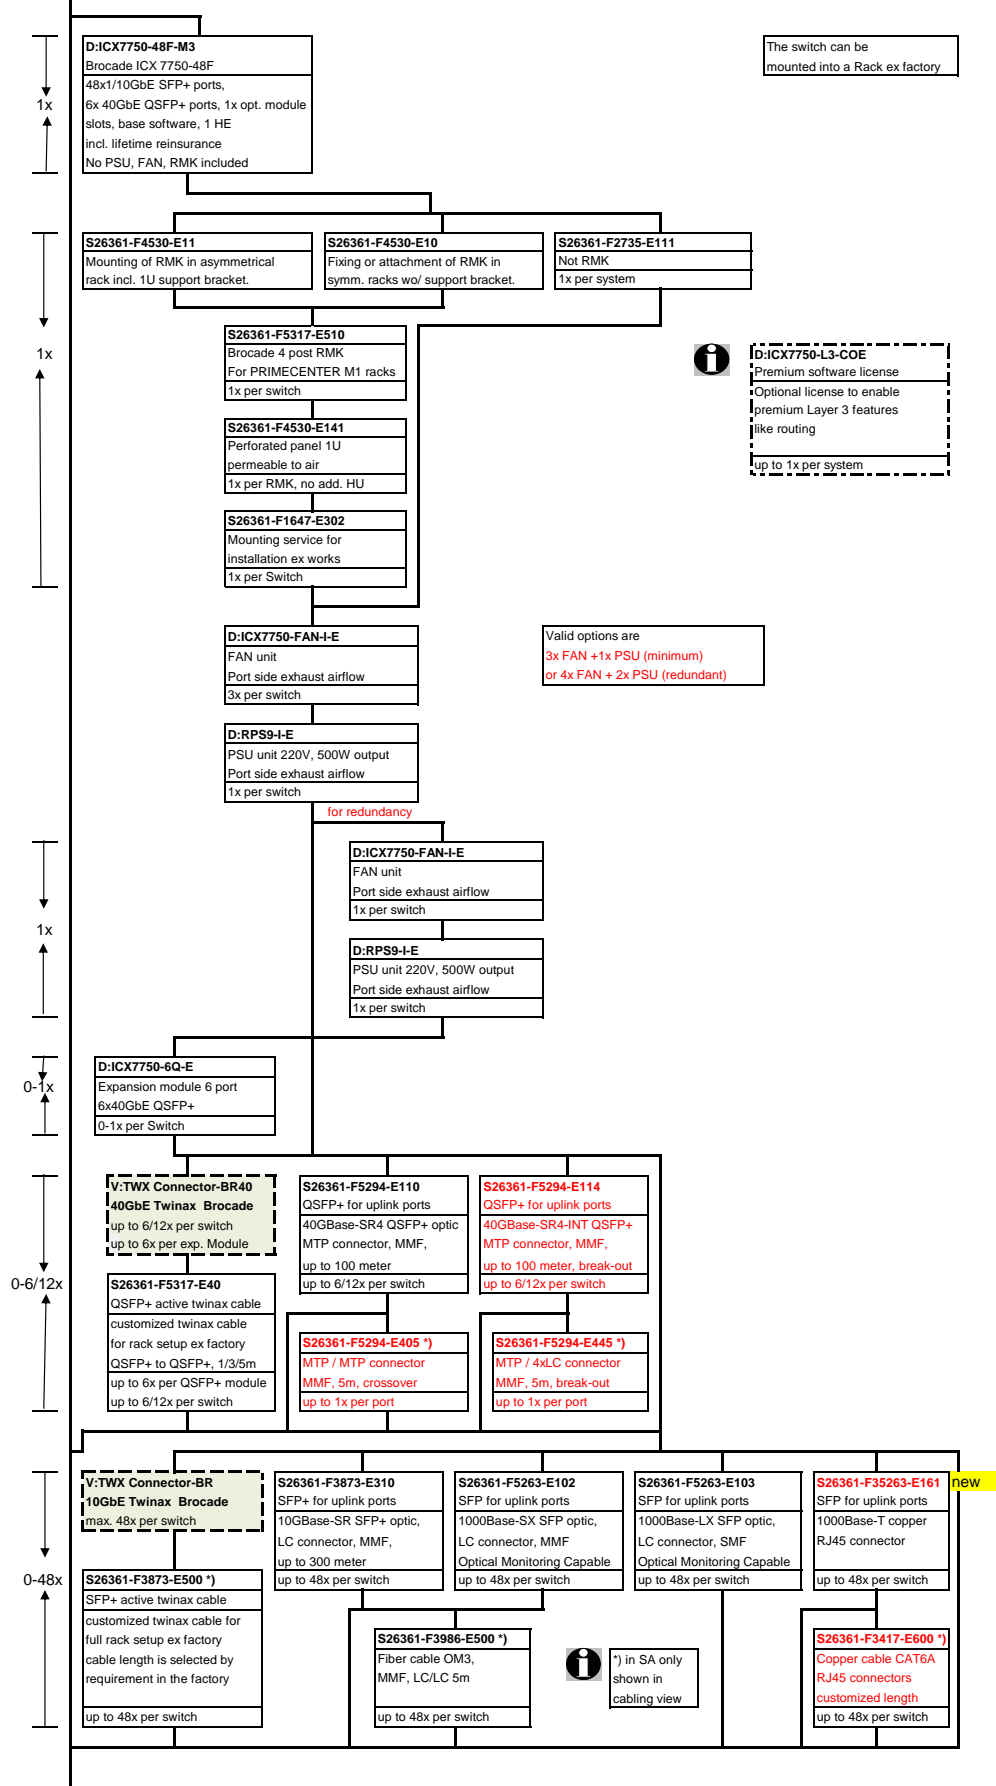 D:ICX7750-48F-M3
Brocade ICX 7750-48F
48x1/10GbE SFP+ ports,
6x 40GbE QSFP+ ports, 1x opt. module
slots, base software, 1 HE
incl. lifetime reinsurance
No PSU, FAN, RMK included
The switch can be
mounted into a Rack ex factory
1x
S26361-F4530-E11
Mounting of RMK in asymmetrical
rack incl. 1U support bracket.
S26361-F4530-E10
Fixing or attachment of RMK in
symm. racks wo/ support bracket.
S26361-F2735-E111
Not RMK
1x per system
1x
S26361-F5317-E510
Brocade 4 post RMK
For PRIMECENTER M1 racks
1x per switch
D:ICX7750-L3-COE
Premium software license
Optional license to enable
premium Layer 3 features
like routing
up to 1x per system
S26361-F4530-E141
Perforated panel 1U
permeable to air
1x per RMK, no add. HU
S26361-F1647-E302
Mounting service for
installation ex works
1x per Switch
D:ICX7750-FAN-I-E
FAN unit
Port side exhaust airflow
3x per switch
Valid options are
3x FAN +1x PSU (minimum)
or 4x FAN + 2x PSU (redundant)
D:RPS9-I-E
PSU unit 220V, 500W output
Port side exhaust airflow
1x per switch
for redundancy
D:ICX7750-FAN-I-E
FAN unit
Port side exhaust airflow
1x per switch
1x
D:RPS9-I-E
PSU unit 220V, 500W output
Port side exhaust airflow
1x per switch
0-1x
D:ICX7750-6Q-E
Expansion module 6 port
6x40GbE QSFP+
0-1x per Switch
V:TWX Connector-BR40
40GbE Twinax  Brocade
up to 6/12x per switch
up to 6x per exp. Module
S26361-F5294-E110
QSFP+ for uplink ports
40GBase-SR4 QSFP+ optic
MTP connector, MMF,
up to 100 meter
up to 6/12x per switch
S26361-F5294-E114
QSFP+ for uplink ports
40GBase-SR4-INT QSFP+
MTP connector, MMF,
up to 100 meter, break-out
up to 6/12x per switch
0-6/12x
S26361-F5317-E40
QSFP+ active twinax cable
customized twinax cable
for rack setup ex factory
QSFP+ to QSFP+, 1/3/5m
up to 6x per QSFP+ module
up to 6/12x per switch
S26361-F5294-E405 *)
MTP / MTP connector
MMF, 5m, crossover
up to 1x per port
S26361-F5294-E445 *)
MTP / 4xLC connector
MMF, 5m, break-out
up to 1x per port
V:TWX Connector-BR
10GbE Twinax  Brocade
max. 48x per switch
S26361-F3873-E310
SFP+ for uplink ports
10GBase-SR SFP+ optic,
LC connector, MMF,
up to 300 meter
up to 48x per switch
S26361-F5263-E102
SFP for uplink ports
1000Base-SX SFP optic,
LC connector, MMF
Optical Monitoring Capable
up to 48x per switch
S26361-F5263-E103
SFP for uplink ports
1000Base-LX SFP optic,
LC connector, SMF
Optical Monitoring Capable
up to 48x per switch
S26361-F35263-E161
SFP for uplink ports
1000Base-T copper
RJ45 connector
up to 48x per switch
new
0-48x
S26361-F3873-E500 *)
SFP+ active twinax cable
customized twinax cable for
full rack setup ex factory
cable length is selected by
requirement in the factory
up to 48x per switch
S26361-F3986-E500 *)
Fiber cable OM3,
MMF, LC/LC 5m
up to 48x per switch
*) in SA only
shown in
cabling view
S26361-F3417-E600 *)
Copper cable CAT6A
RJ45 connectors
customized length
up to 48x per switch